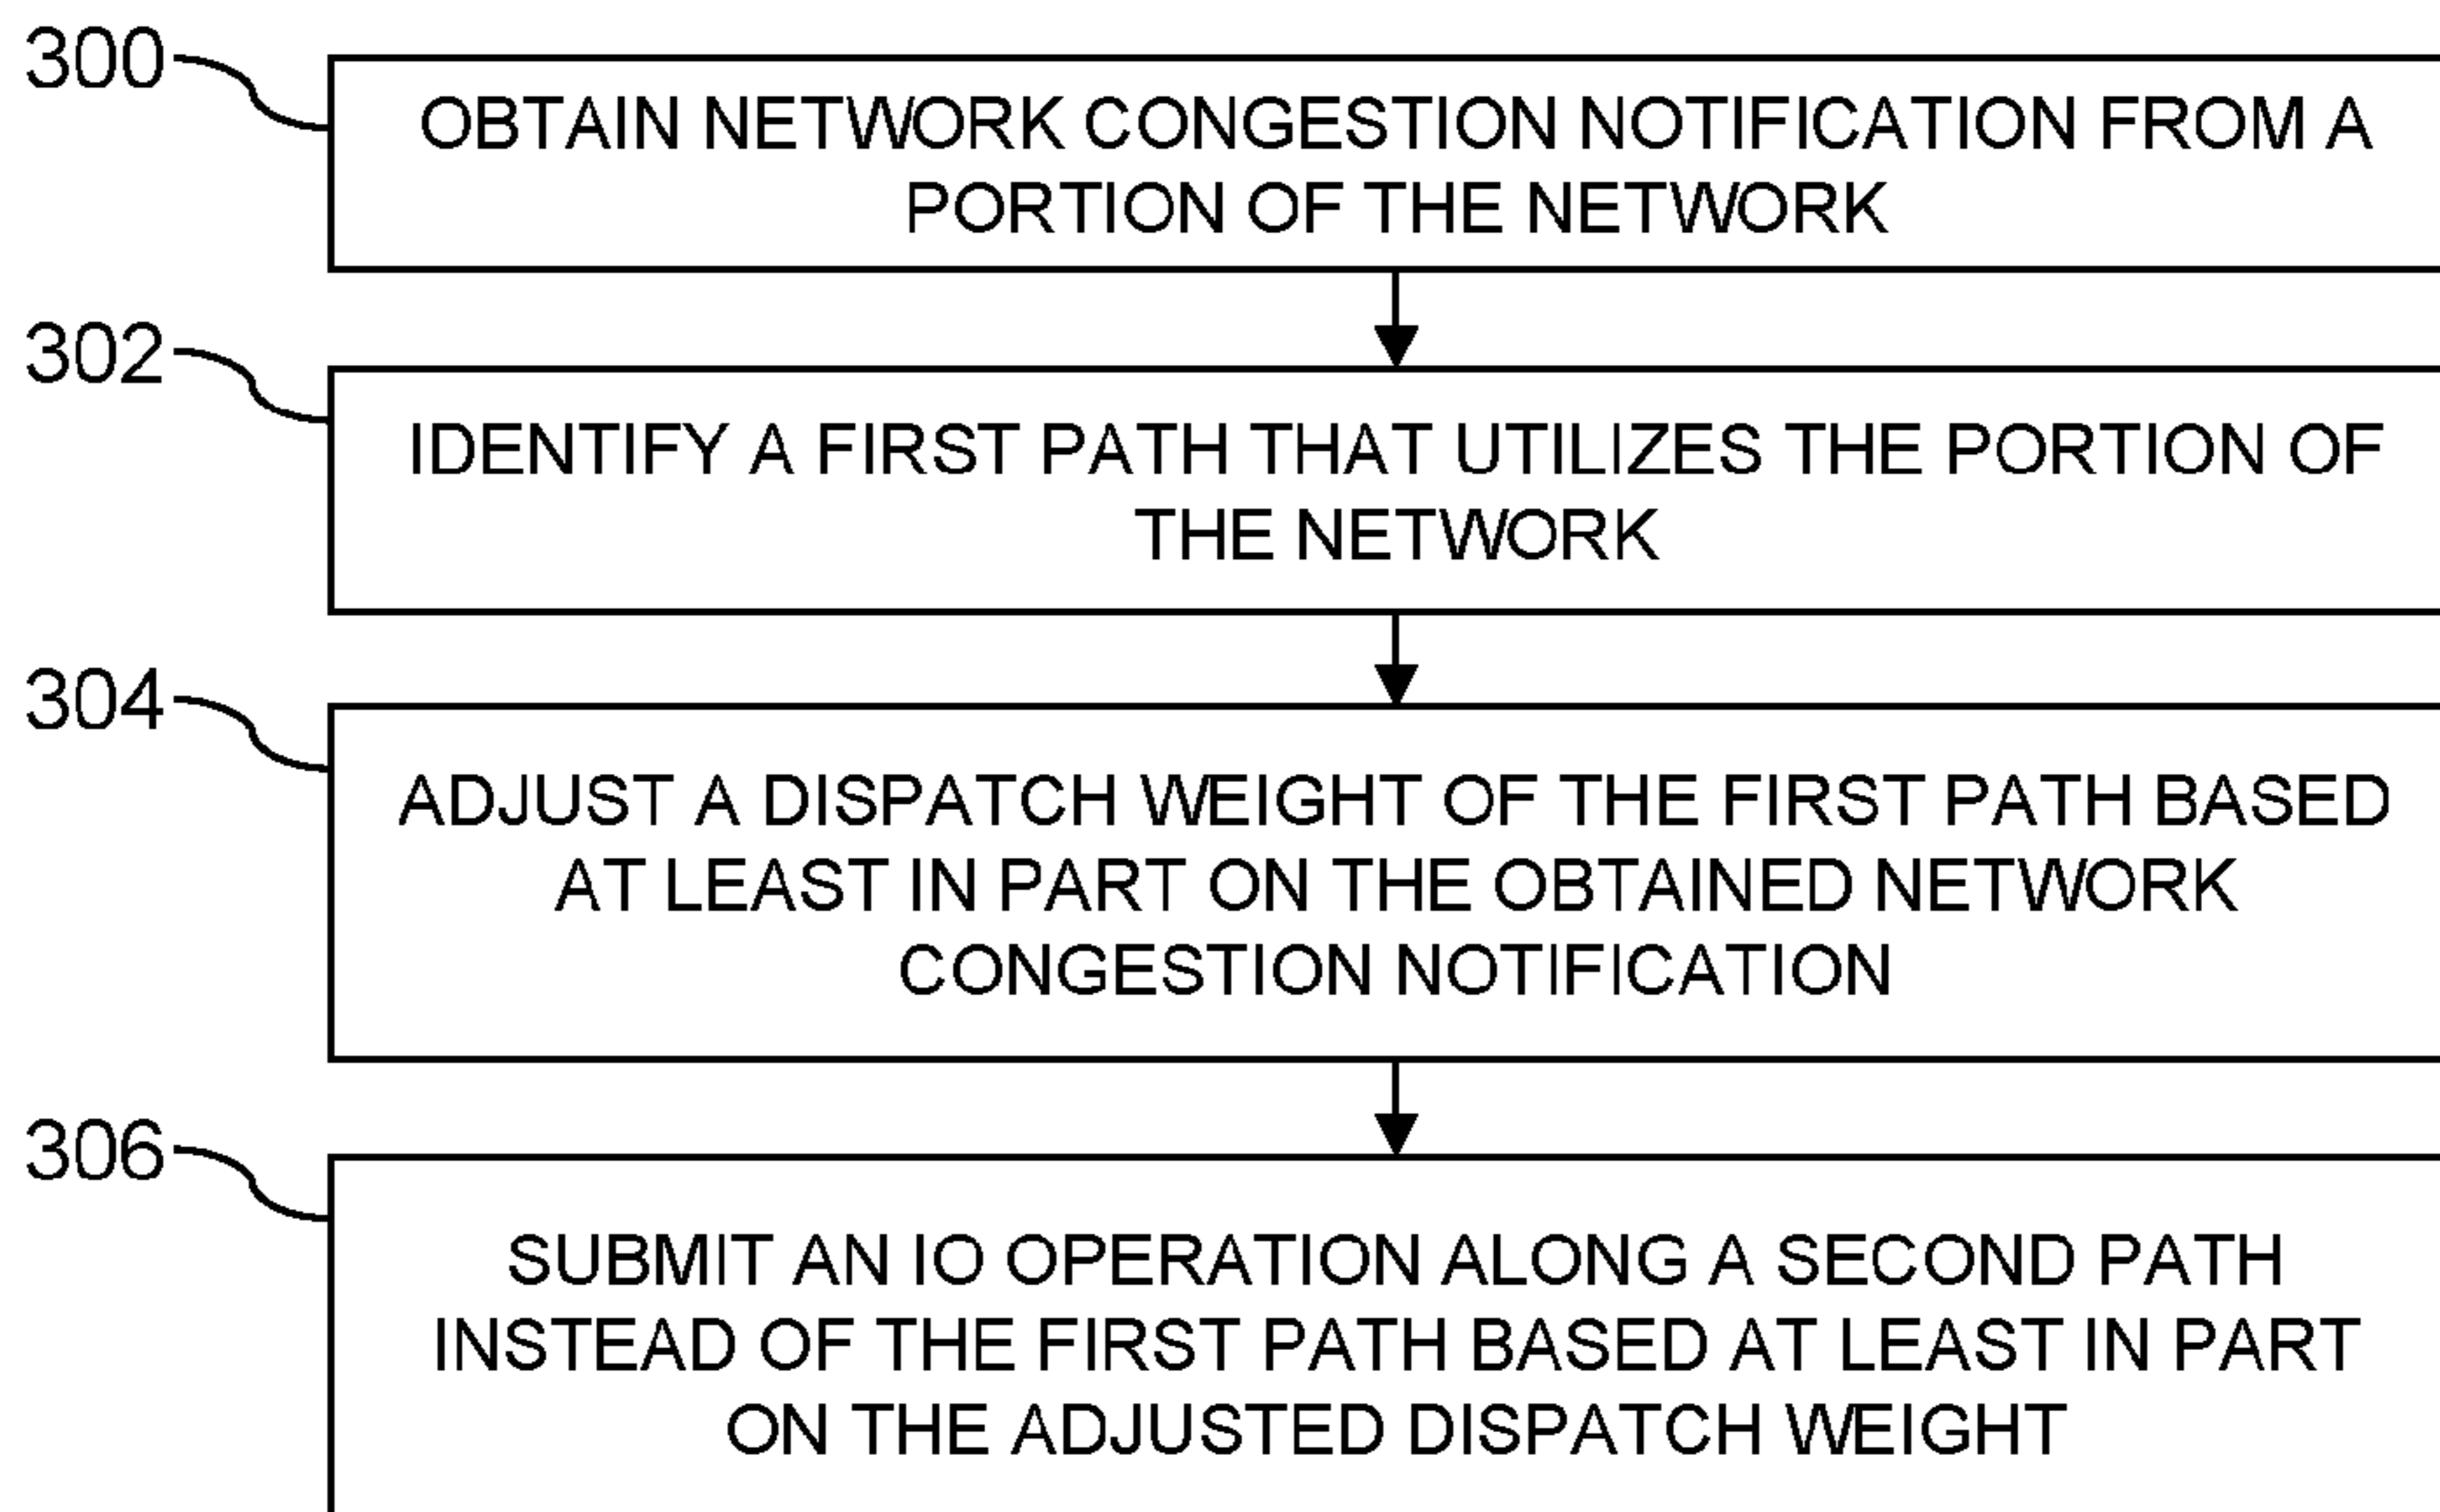 300
OBTAIN NETWORK CONGESTION NOTIFICATION FROM A
PORTION OF THE NETWORK
302
IDENTIFY A FIRST PATH THAT UTILIZES THE PORTION OF
THE NETWORK
304
ADJUST A DISPATCH WEIGHT OF THE FIRST PATH BASED
AT LEAST IN PART ON THE OBTAINED NETWORK
CONGESTION NOTIFICATION
306
SUBMIT AN IO OPERATION ALONG A SECOND PATH
INSTEAD OF THE FIRST PATH BASED AT LEAST IN PART
ON THE ADJUSTED DISPATCH WEIGHT